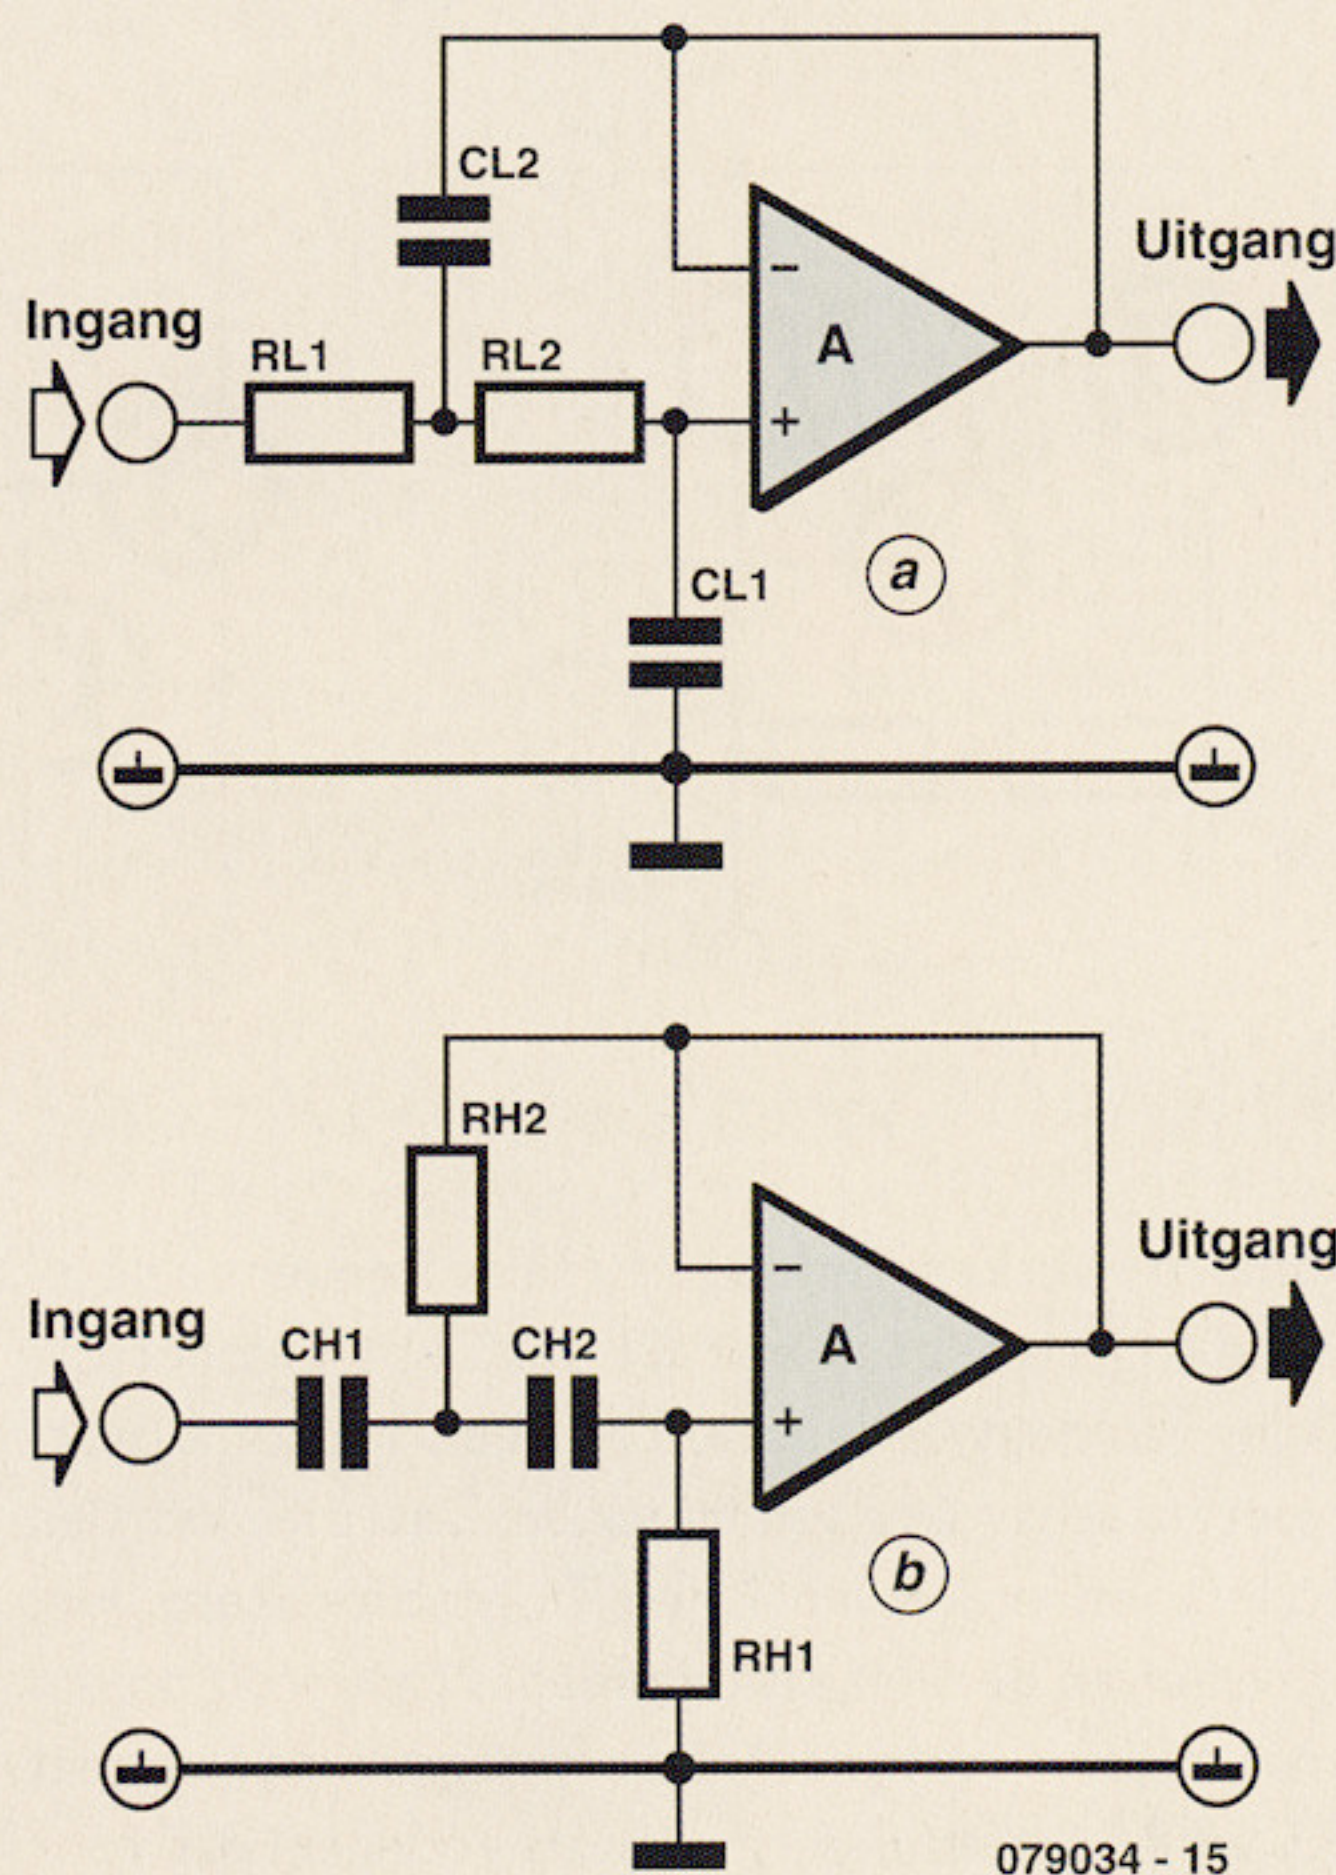 CL2
Uitgang
Ingang
RL1
RL2
−
A
+
a
CL1
RH2
Uitgang
Ingang
CH1
CH2
−
A
+
b
RH1
079034 - 15